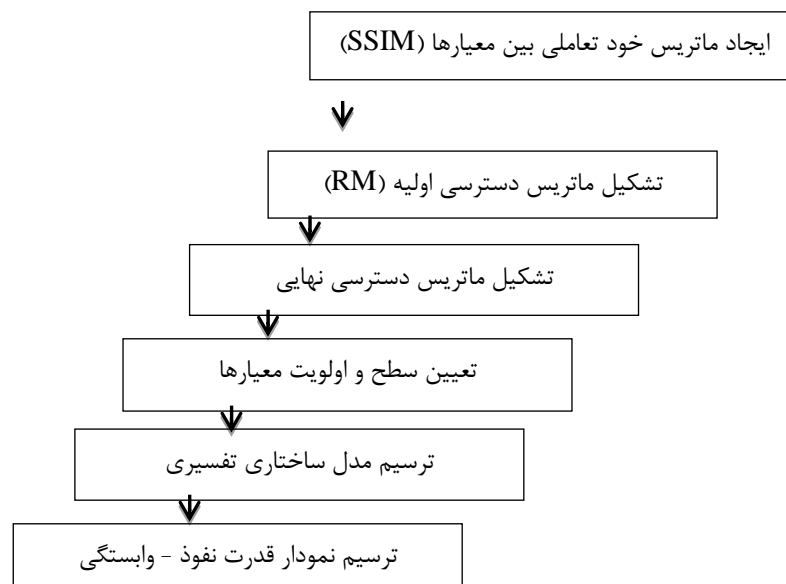 ایجاد ماتریس خود تعاملی بین معیارها (SSIM)
تشکیل ماتریس دسترسی اولیه (RM)
تشکیل ماتریس دسترسی نهایی
تعیین سطح و اولویت معیارها
ترسیم مدل ساختاری تفسیری
ترسیم نمودار قدرت نفوذ - وابستگی